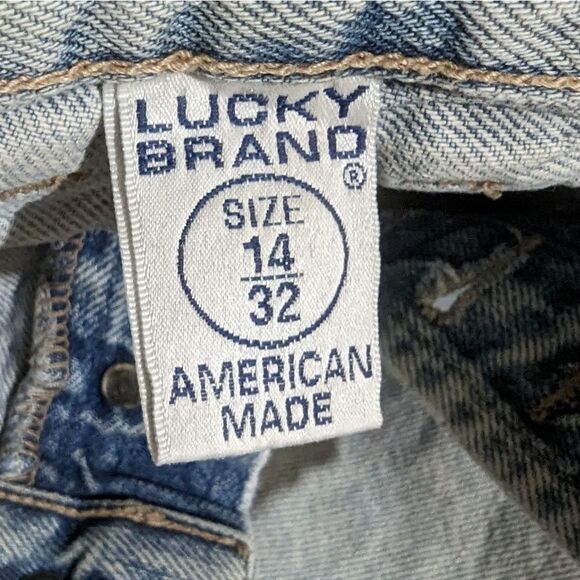 LUCKY
BRAND
®
SIZE
14
32
AMERICAN
MADE